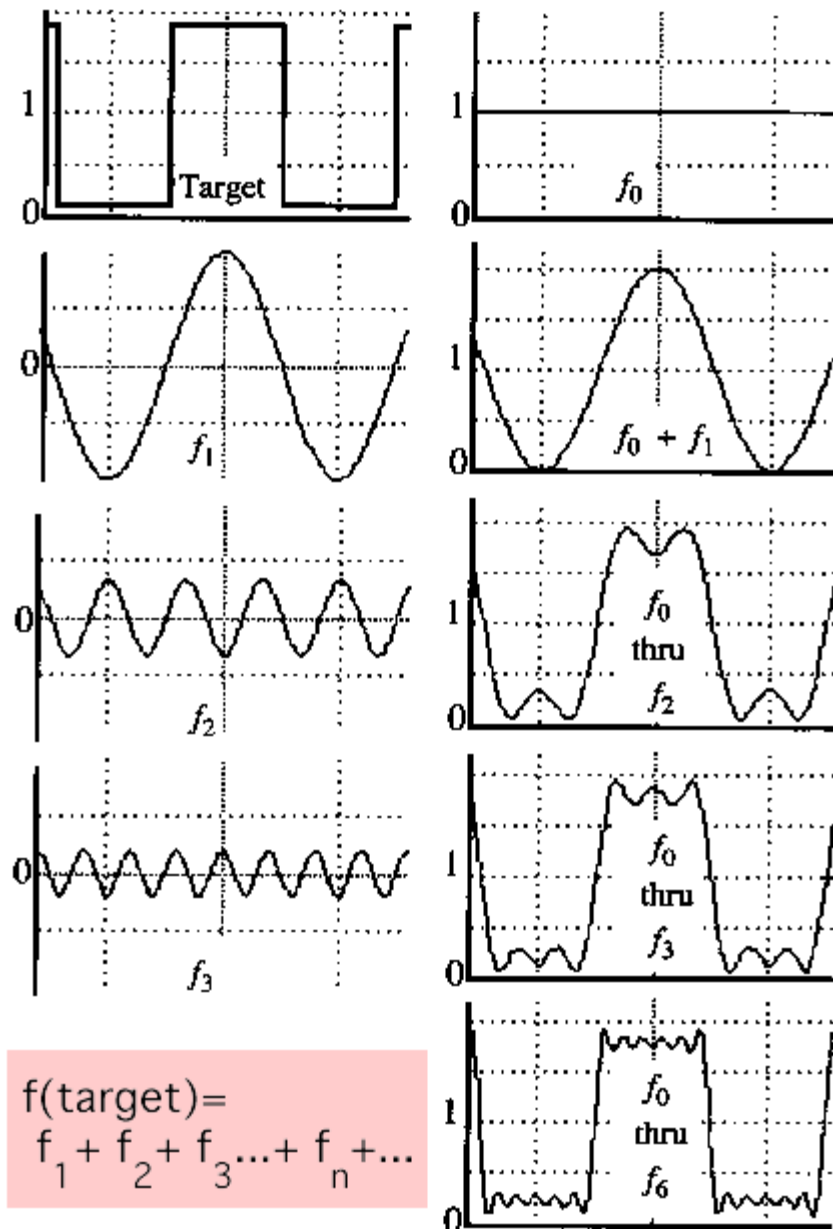 1
0
Target
1
0
f₀
0
f₁
1
0
f₀ + f₁
0
f₂
1
0
f₀
thru
f₂
0
f₃
1
0
f₀
thru
f₃
f(target)=
f₁+ f₂+ f₃...+ fₙ+...
1
0
f₀
thru
f₆